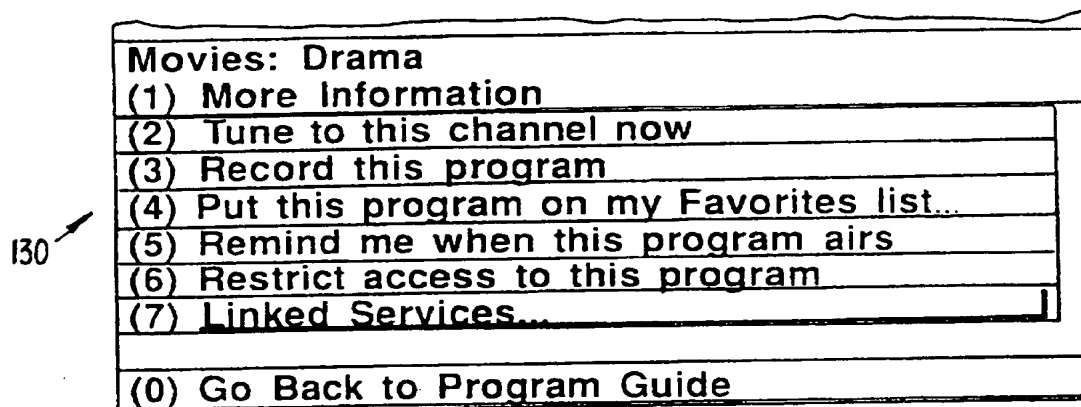 Movies: Drama
(1) More Information
(2) Tune to this channel now
(3) Record this program
(4) Put this program on my Favorites list...
(5) Remind me when this program airs
(6) Restrict access to this program
(7) Linked Services...
(0) Go Back to Program Guide
130